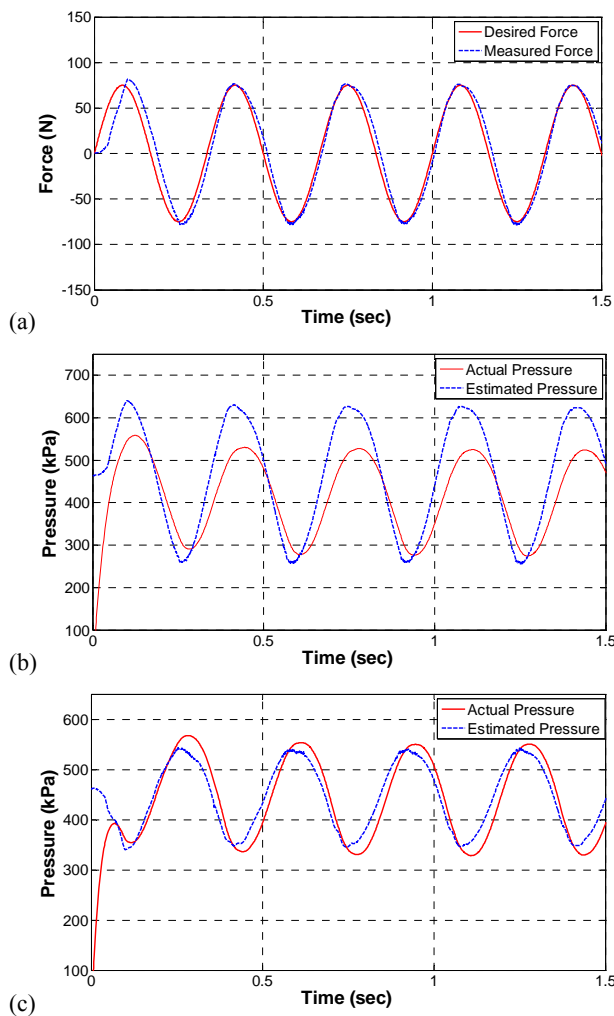 150
100
50
0
-50
-100
-150
Force (N)
Desired Force
Measured Force
0 0.5 1 1.5
Time (sec)
(a)
700
600
500
400
300
200
100
Pressure (kPa)
Actual Pressure
Estimated Pressure
0 0.5 1 1.5
Time (sec)
(b)
600
500
400
300
200
100
Pressure (kPa)
Actual Pressure
Estimated Pressure
0 0.5 1 1.5
Time (sec)
(c)